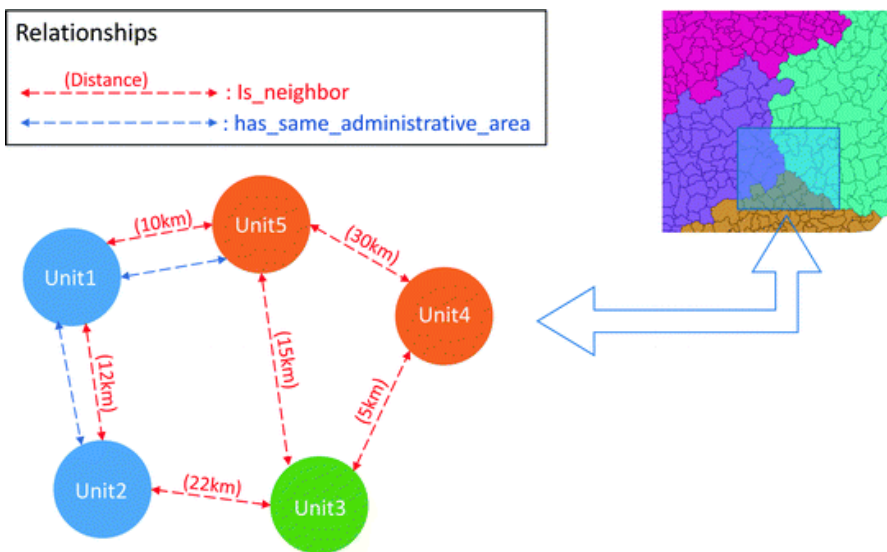 Relationships
(Distance)
: Is_neighbor
: has_same_administrative_area
(10km)
Unit5
(30km)
Unit1
Unit4
(15km)
(12km)
(5km)
Unit2
(22km)
Unit3